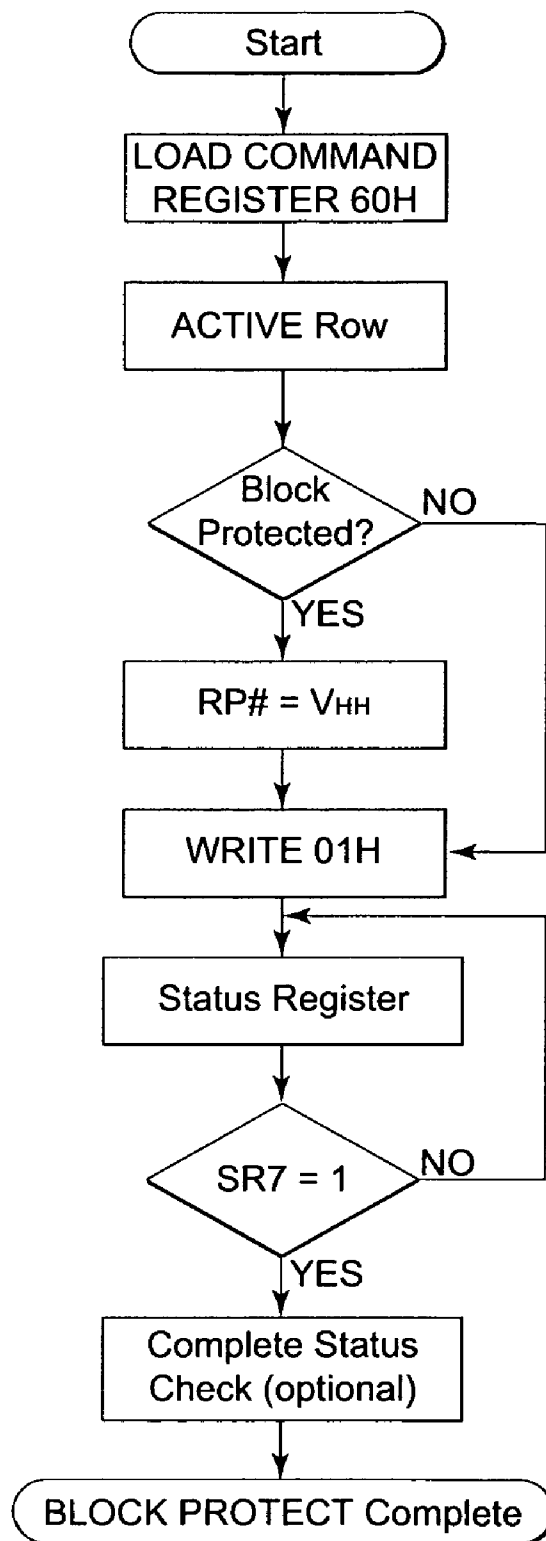 Start
LOAD COMMAND
REGISTER 60H
ACTIVE Row
Block
Protected?
NO
YES
RP# = VHH
WRITE 01H
Status Register
SR7 = 1
NO
YES
Complete Status
Check (optional)
BLOCK PROTECT Complete